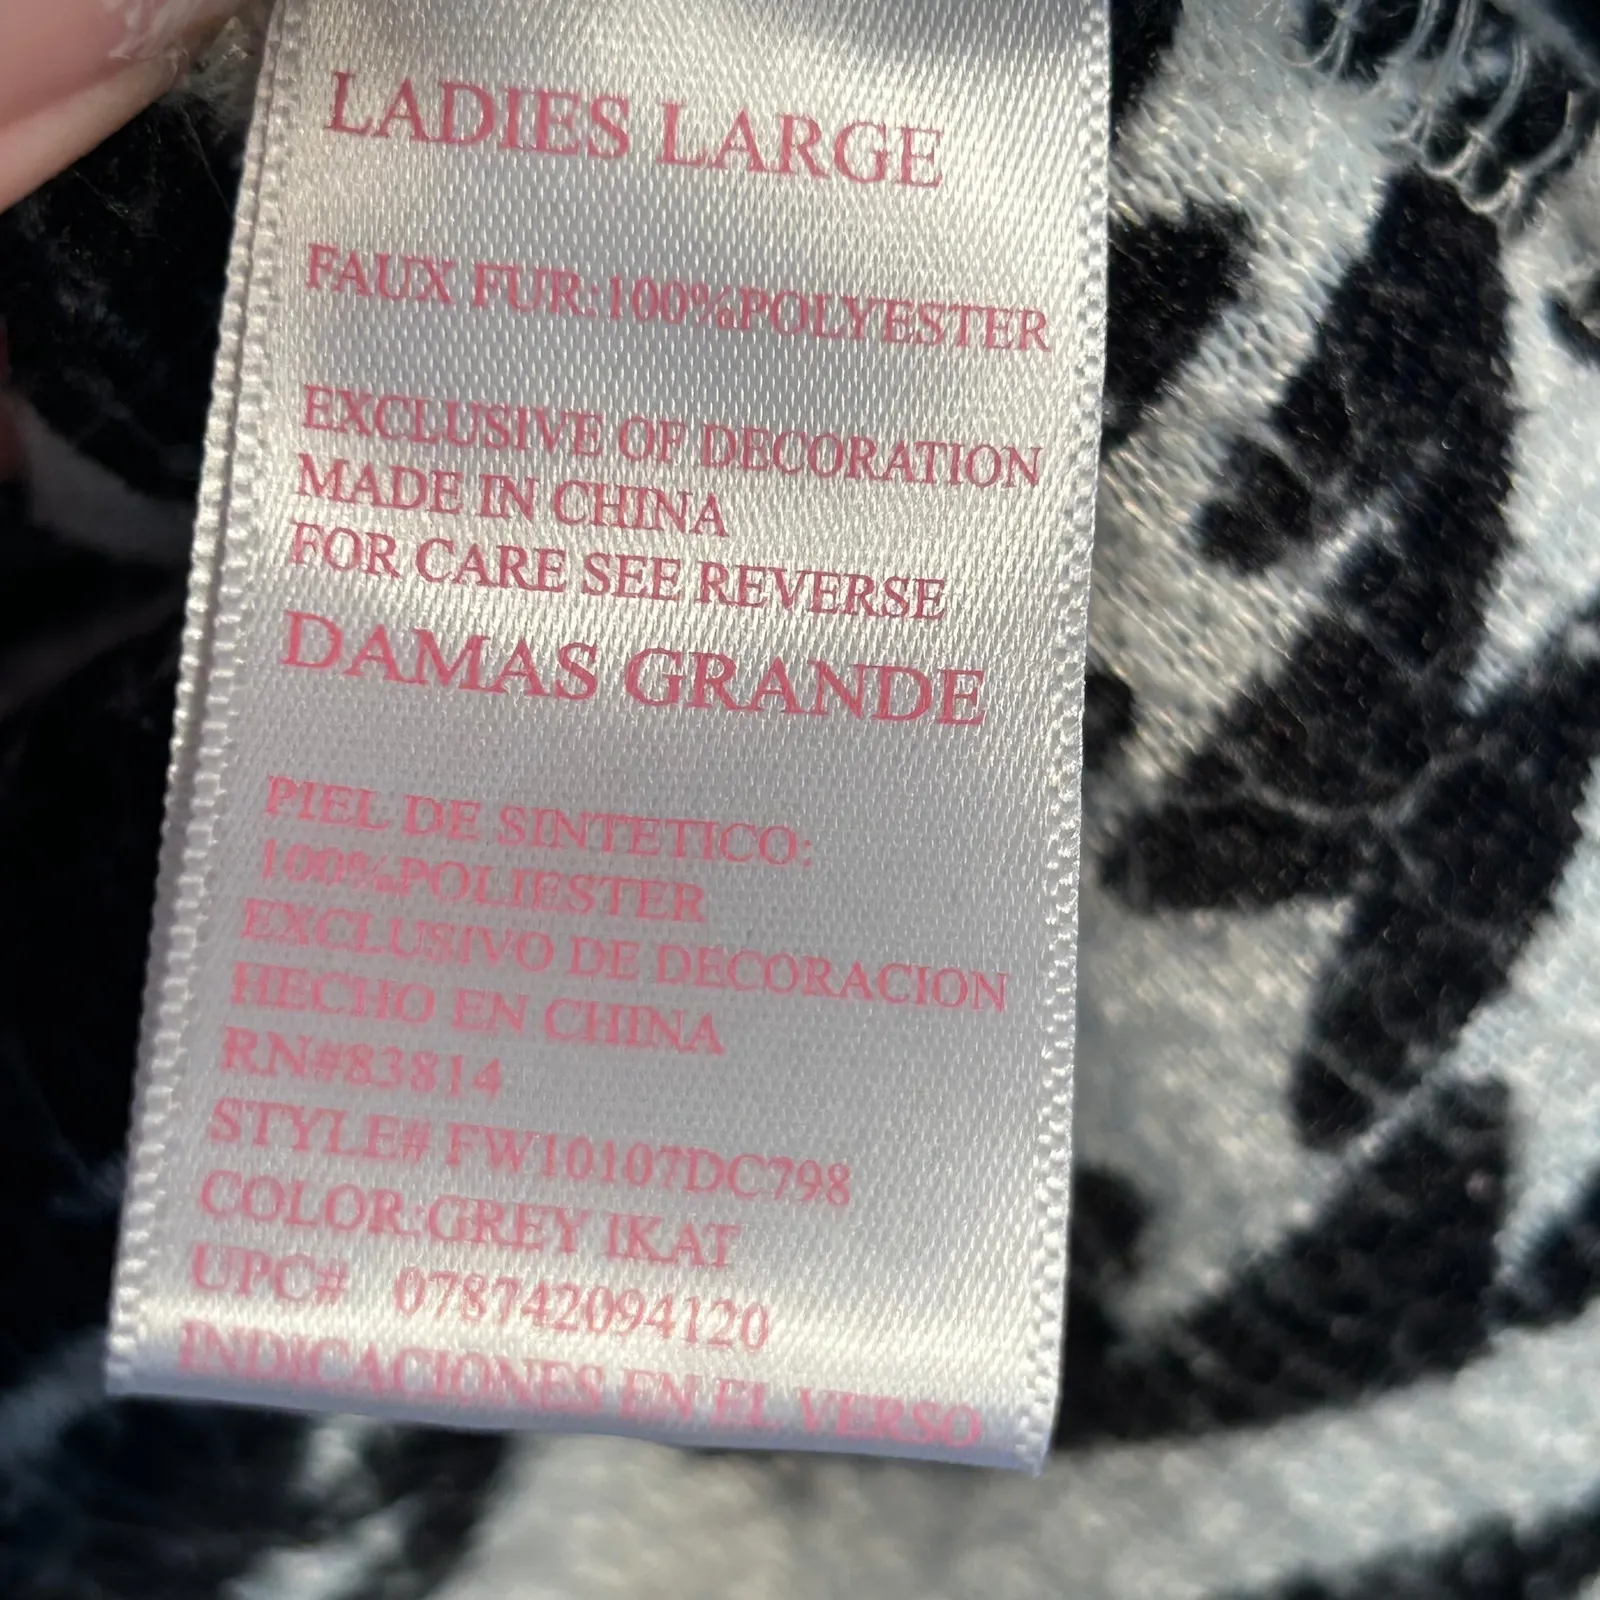 LADIES LARGE
FAUX FUR:100%POLYESTER
EXCLUSIVE OF DECORATION
MADE IN CHINA
FOR CARE SEE REVERSE
DAMAS GRANDE
PIEL DE SINTETICO:
100%POLIESTER
EXCLUSIVO DE DECORACION
HECHO EN CHINA
RN#83814
STYLE# FW10107DC798
COLOR:GREY IKAT
UPC# 078742094120
INDICACIONES EN EL VERSO